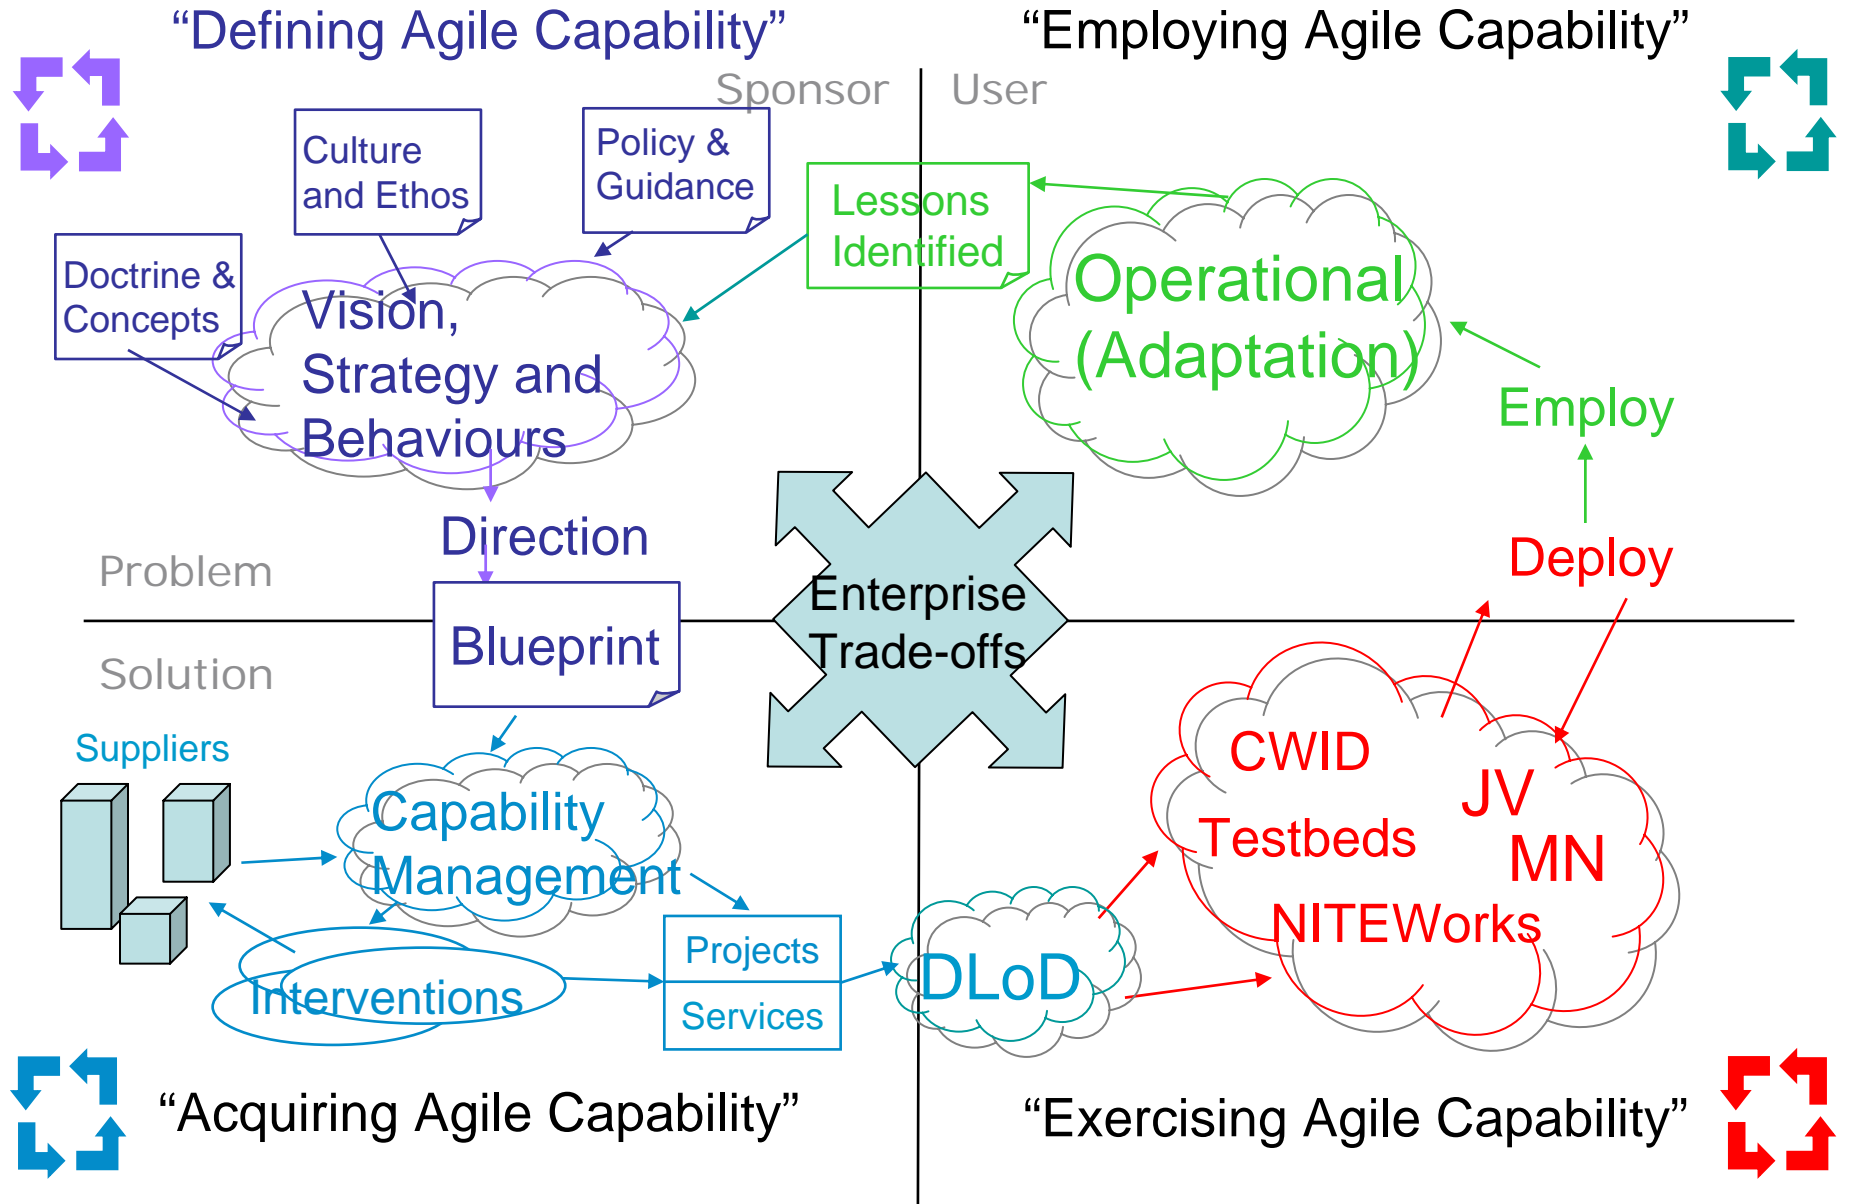 “Defining Agile Capability”
“Employing Agile Capability”
Sponsor
User
Culture
and Ethos
Policy &
Guidance
Lessons
Identified
Doctrine &
Concepts
Vision,
Strategy and
Behaviours
Operational
(Adaptation)
Employ
Direction
Deploy
Problem
Enterprise
Trade-offs
Blueprint
Solution
Suppliers
Capability
Management
CWID
JV
Testbeds
MN
NITEWorks
Projects
Services
DLoD
Interventions
“Acquiring Agile Capability”
“Exercising Agile Capability”